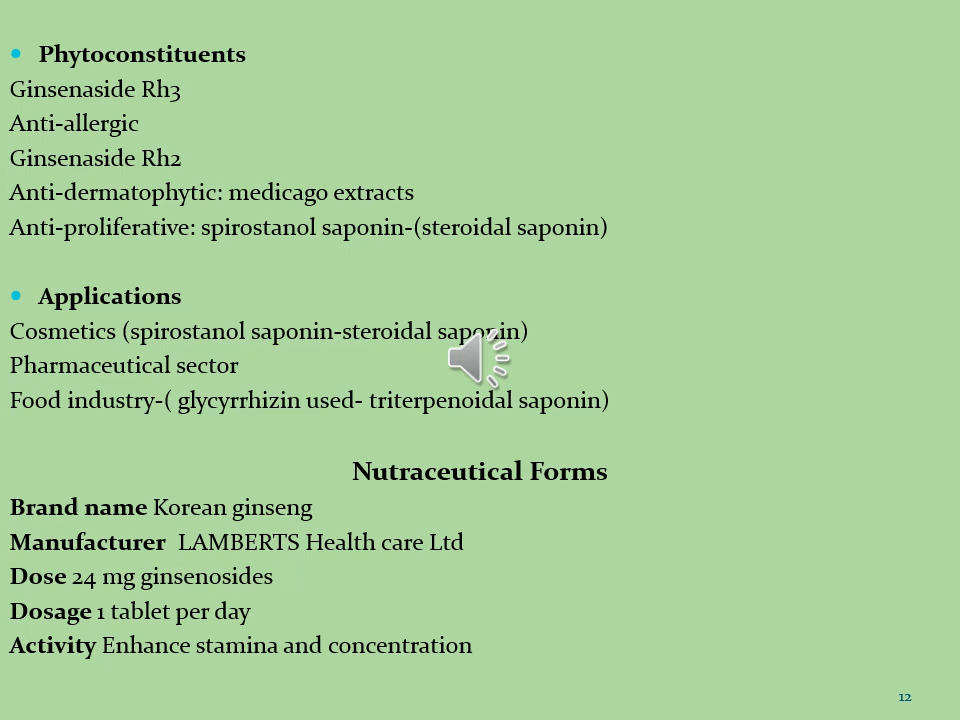 • Phytoconstituents
Ginsenaside Rh3
Anti-allergic
Ginsenaside Rh2
Anti-dermatophytic: medicago extracts
Anti-proliferative: spirostanol saponin-(steroidal saponin)
• Applications
Cosmetics (spirostanol saponin-steroidal saponin)
Pharmaceutical sector
Food industry-( glycyrrhizin used- triterpenoidal saponin)
Nutraceutical Forms
Brand name Korean ginseng
Manufacturer LAMBERTS Health care Ltd
Dose 24 mg ginsenosides
Dosage 1 tablet per day
Activity Enhance stamina and concentration
12